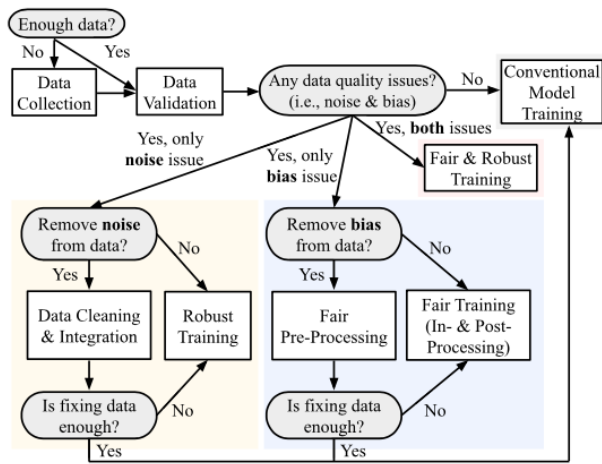 Enough data?
No
Yes
Data
Collection
Data
Validation
Any data quality issues?
(i.e., noise & bias)
No
Conventional
Model
Training
Yes, only
noise issue
Yes, only
bias issue
Yes, both issues
Fair & Robust
Training
Remove noise
from data?
No
Yes
Data Cleaning
& Integration
Robust
Training
Is fixing data
enough?
No
Yes
Remove bias
from data?
No
Yes
Fair
Pre-Processing
Fair Training
(In- & Post-
Processing)
Is fixing data
enough?
No
Yes